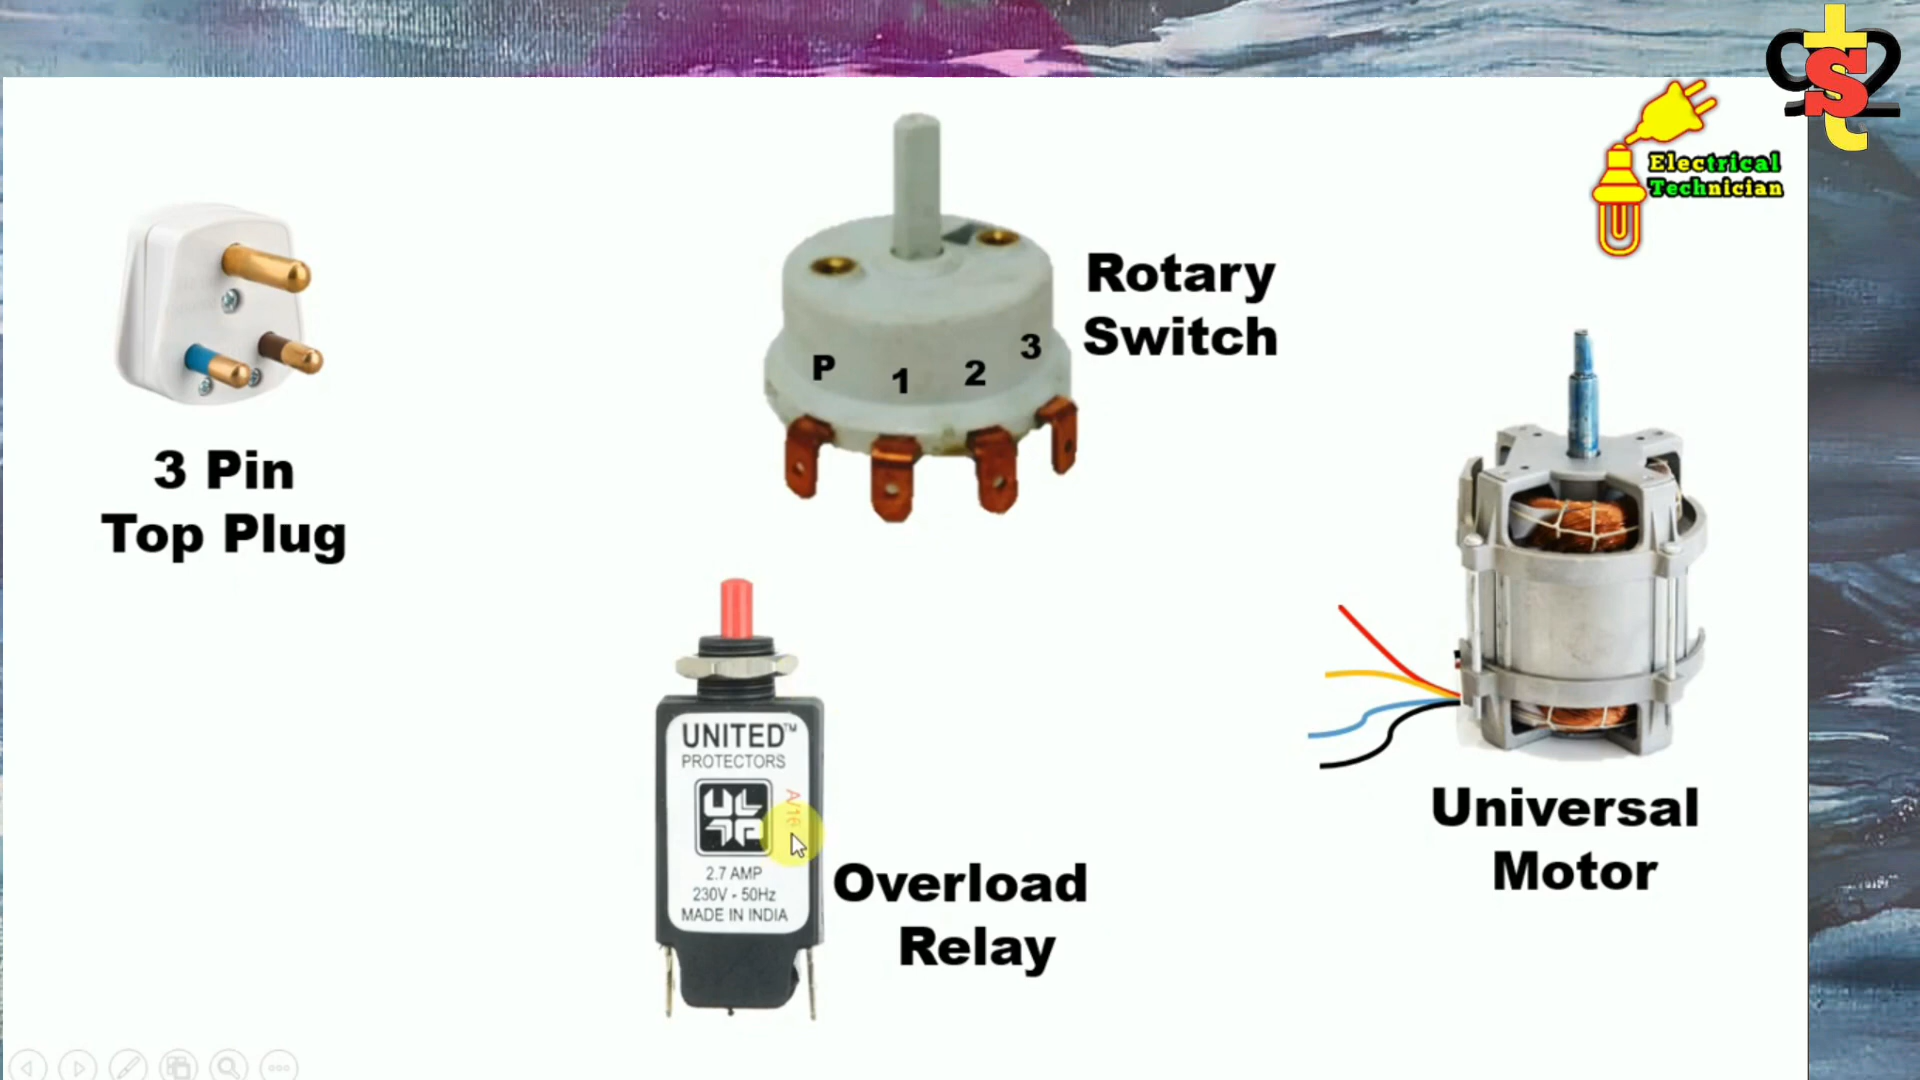 Electrical
Technician
Rotary
Switch
P
1
2
3
3 Pin
Top Plug
UNITED™
PROTECTORS
A/16
2.7 AMP
230V - 50Hz
MADE IN INDIA
Overload
Relay
Universal
Motor